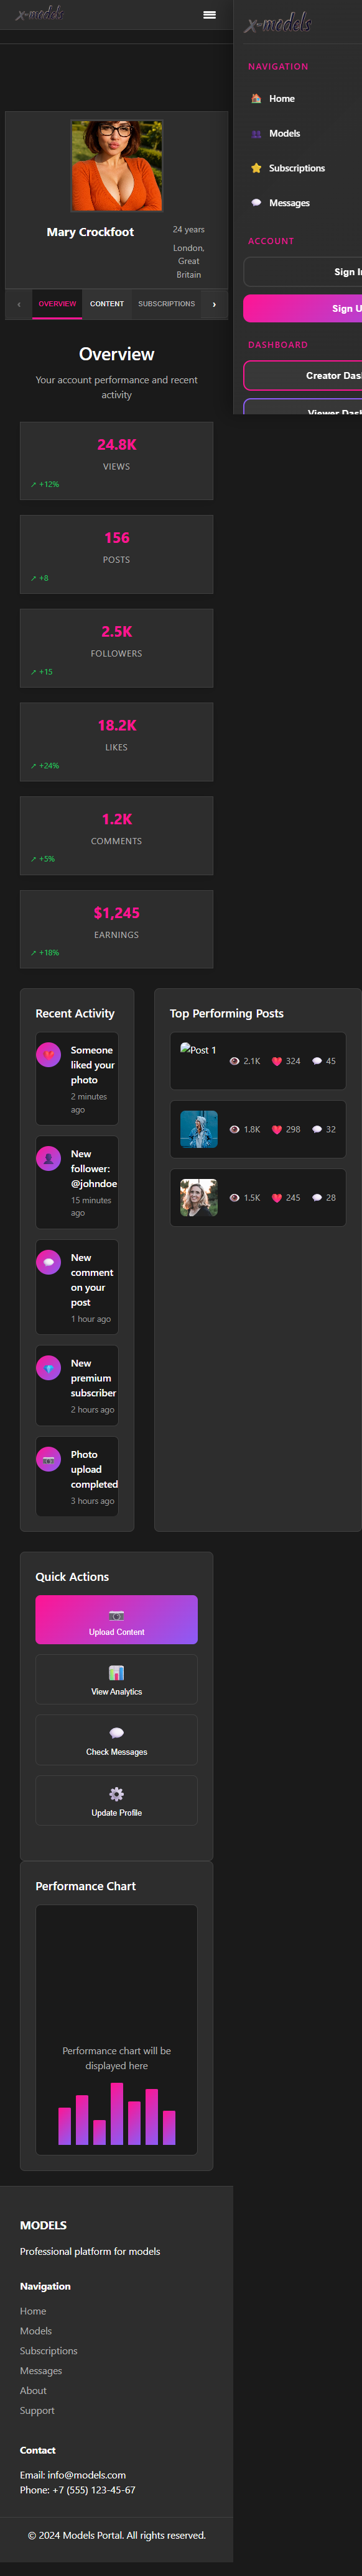 x-models
Mary Crockfoot
24 years
London,
Great
Britain
‹
OVERVIEW
CONTENT
SUBSCRIPTIONS
›
Overview
Your account performance and recent
activity
24.8K
VIEWS
↗ +12%
156
POSTS
↗ +8
2.5K
FOLLOWERS
↗ +15
18.2K
LIKES
↗ +24%
1.2K
COMMENTS
↗ +5%
$1,245
EARNINGS
↗ +18%
Recent Activity
Someone
liked your
photo
2 minutes
ago
New
follower:
@johndoe
15 minutes
ago
New
comment
on your
post
1 hour ago
New
premium
subscriber
2 hours ago
Photo
upload
completed
3 hours ago
Top Performing Posts
Post 1
2.1K 324 45
1.8K 298 32
1.5K 245 28
Quick Actions
Upload Content
View Analytics
Check Messages
Update Profile
Performance Chart
Performance chart will be
displayed here
MODELS
Professional platform for models
Navigation
Home
Models
Subscriptions
Messages
About
Support
Contact
Email: info@models.com
Phone: +7 (555) 123-45-67
© 2024 Models Portal. All rights reserved.
x-models
NAVIGATION
Home
Models
Subscriptions
Messages
ACCOUNT
Sign I
Sign U
DASHBOARD
Creator Das